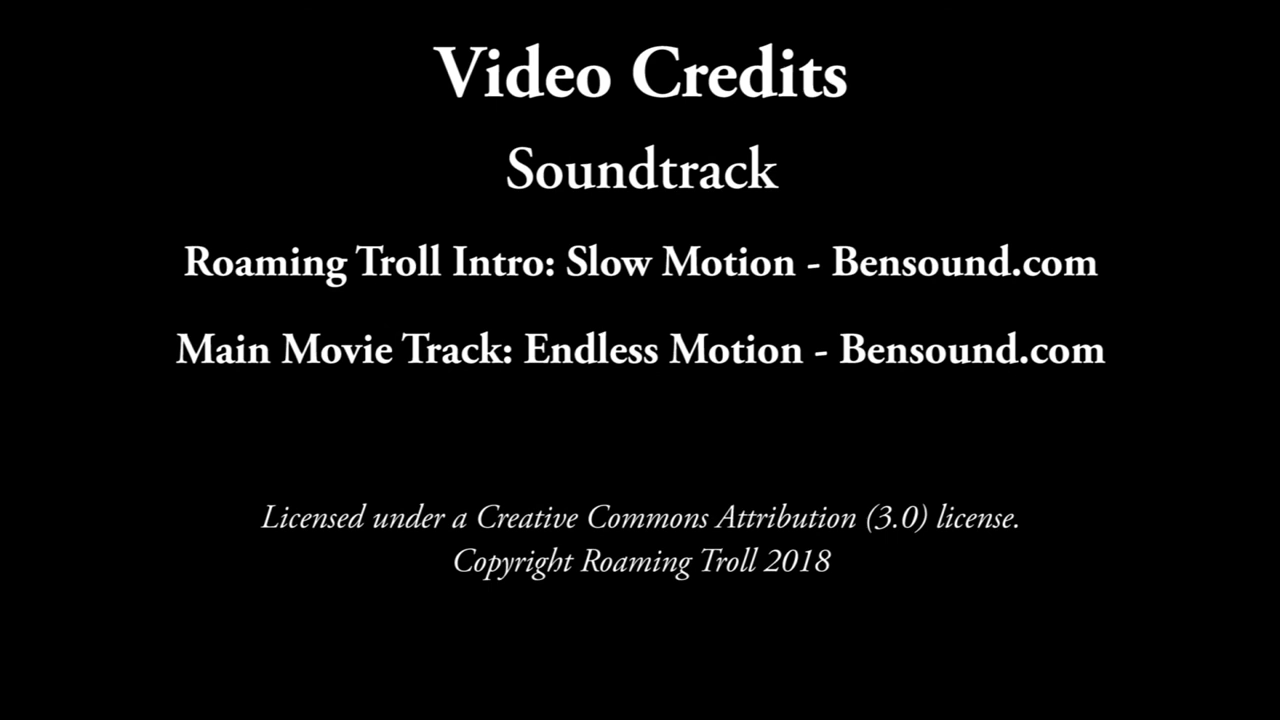 Video Credits
Soundtrack
Roaming Troll Intro: Slow Motion - Bensound.com
Main Movie Track: Endless Motion - Bensound.com
Licensed under a Creative Commons Attribution (3.0) license.
Copyright Roaming Troll 2018